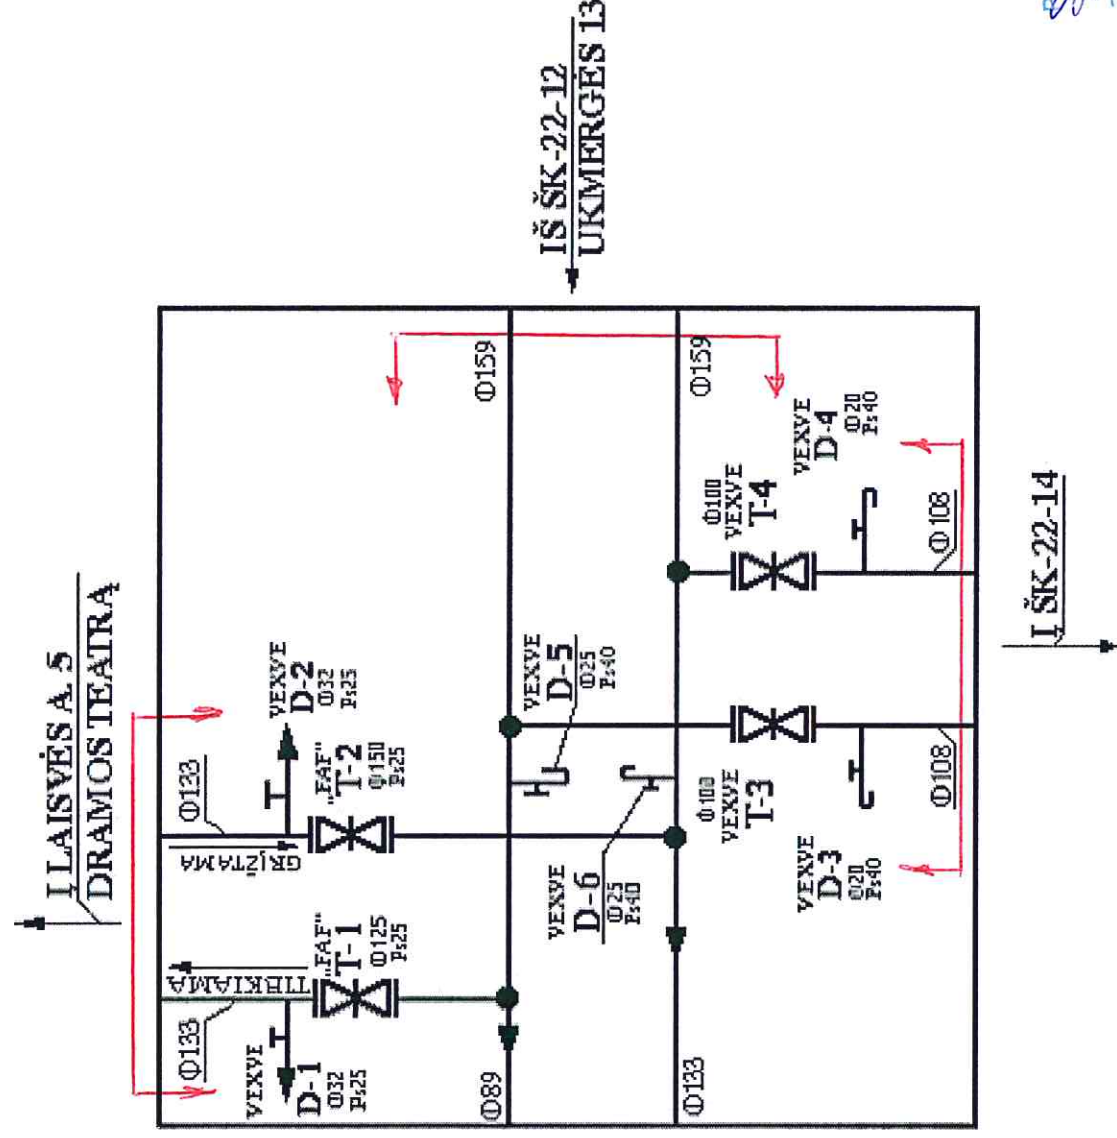 Į LAISVĖS A. 5
DRAMOS TEATRĄ
IŠ ŠK-22-12
UKMERGĖS 13
Į ŠK-22-14
Φ133
TIEKIAMA
VEXVE
D-1
Φ32
Ps25
„FAF"
T-1
Φ125
Ps25
Φ133
GRĮŽTAMA
VEXVE
D-2
Φ32
Ps25
„FAF"
T-2
Φ150
Ps25
Φ89
Φ159
VEXVE
D-5
Φ25
Ps40
VEXVE
D-6
Φ25
Ps40
Φ133
Φ159
Φ100
VEXVE
T-3
Φ100
VEXVE
T-4
VEXVE
D-3
Φ20
Ps40
Φ108
VEXVE
D-4
Φ20
Ps40
Φ108